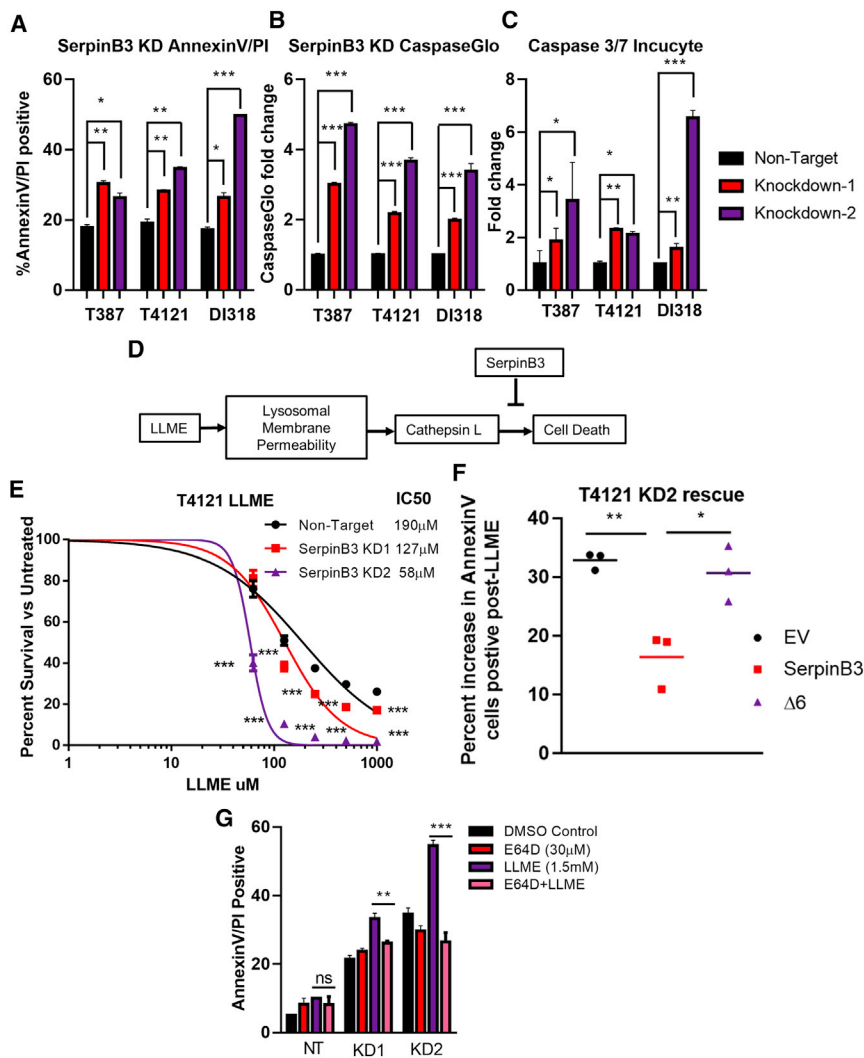 A
SerpinB3 KD AnnexinV/PI
%AnnexinV/PI positive
60
40
20
0
*
**
**
**
***
*
T387
T4121
DI318
B
SerpinB3 KD CaspaseGlo
CaspaseGlo fold change
6
4
2
0
***
***
***
***
***
***
T387
T4121
DI318
C
Caspase 3/7 Incucyte
Fold change
8
6
4
2
0
*
*
*
**
***
**
T387
T4121
DI318
Non-Target
Knockdown-1
Knockdown-2
D
SerpinB3
LLME
Lysosomal
Membrane
Permeability
Cathepsin L
Cell Death
E
T4121 LLME
IC50
Non-Target 190μM
SerpinB3 KD1 127μM
SerpinB3 KD2 58μM
Percent Survival vs Untreated
100
80
60
40
20
0
***
***
***
***
***
***
***
***
***
1
10
100
1000
LLME uM
F
T4121 KD2 rescue
Percent increase in AnnexinV
cells postive post-LLME
40
30
20
10
0
**
*
EV
SerpinB3
Δ6
G
AnnexinV/PI Positive
60
40
20
0
ns
**
***
NT
KD1
KD2
DMSO Control
E64D (30μM)
LLME (1.5mM)
E64D+LLME